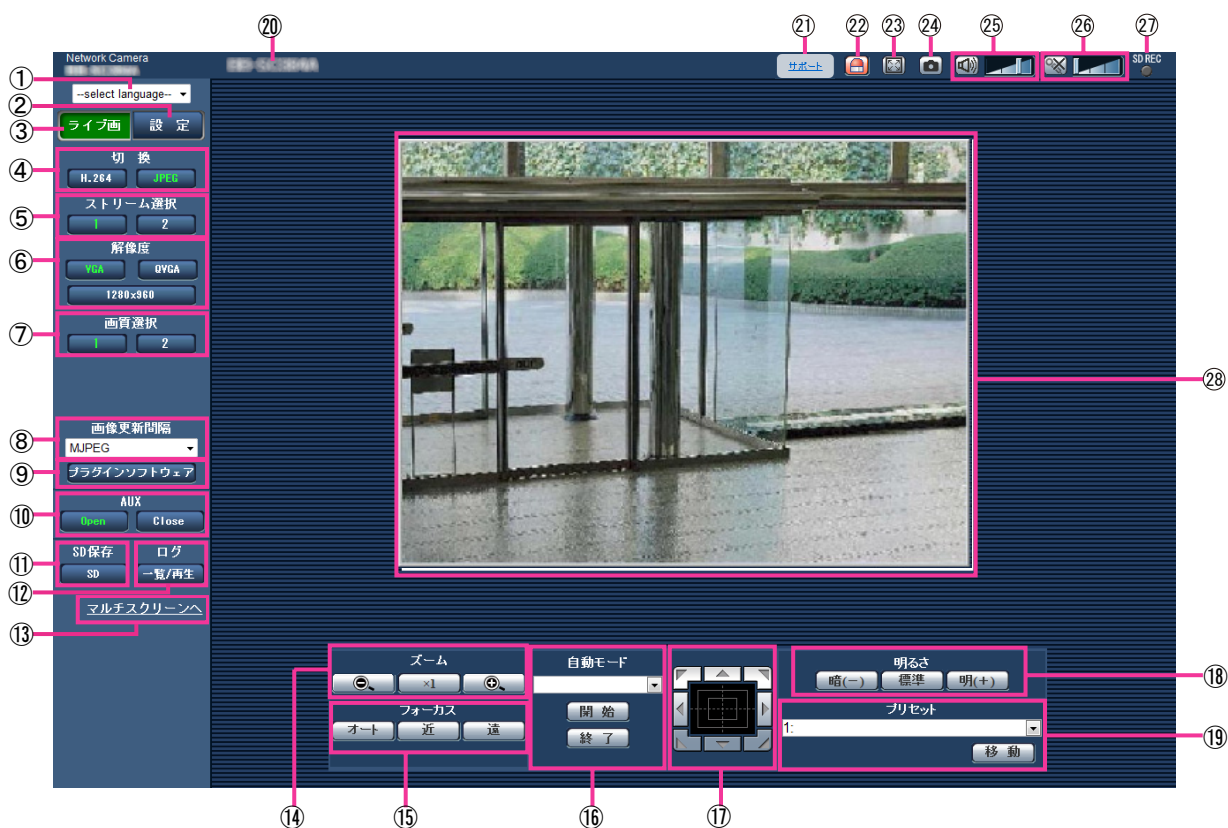 ⑳ ㉑ ㉒ ㉓ ㉔ ㉕ ㉖ ㉗
Network Camera
サポート
SD REC
①
--select language--
②
③ ライブ画 設 定
④ 切 換
H.264 JPEG
⑤ ストリーム選択
1 2
⑥ 解像度
VGA QVGA
1280x960
⑦ 画質選択
1 2
㉘
⑧ 画像更新間隔
MJPEG
⑨ プラグインソフトウェア
⑩ AUX
Open Close
⑪ SD保存 ログ
SD 一覧/再生
⑫
マルチスクリーンへ
⑬
ズーム
×1
フォーカス
オート 近 遠
自動モード
開 始
終 了
明るさ
暗(-) 標準 明(+)
⑱
プリセット
1:
移 動
⑲
⑭ ⑮ ⑯ ⑰